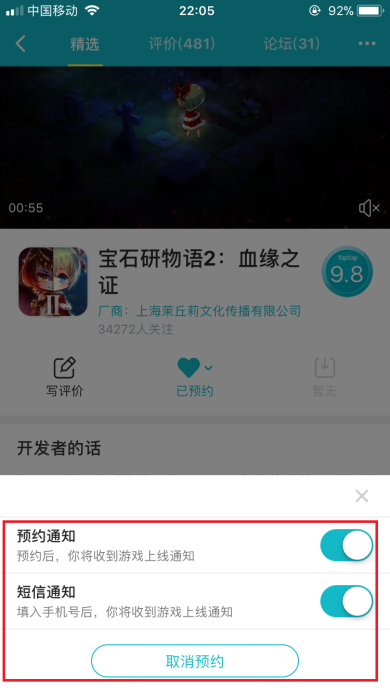 中国移动
22:05
92%
精选
评价(481)
论坛(31)
00:55
宝石研物语2：血缘之
证
TapTap
9.8
厂商：上海茉丘莉文化传播有限公司
34272人关注
写评价
已预约
暂无
开发者的话
预约通知
预约后，你将收到游戏上线通知
短信通知
填入手机号后，你将收到游戏上线通知
取消预约